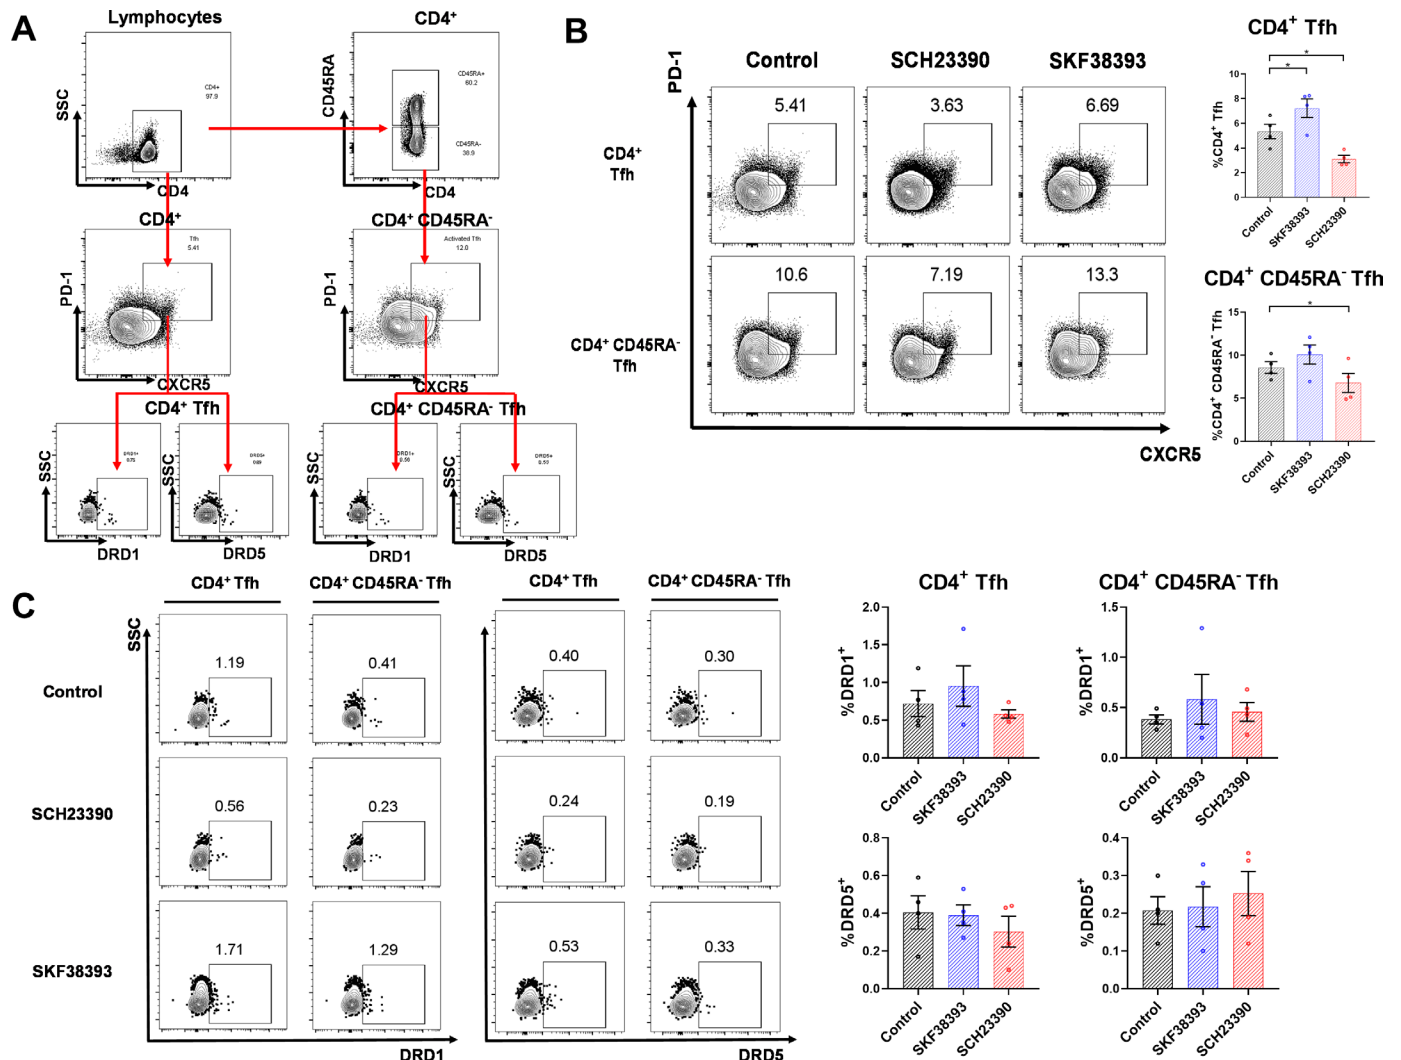 A
Lymphocytes
CD4+
SSC
CD4+
97.9
CD4
CD45RA
CD45RA+
60.2
CD45RA-
38.9
CD4
CD4+
CD4+ CD45RA-
PD-1
Tfh
5.41
CXCR5
PD-1
Activated Tfh
12.0
CXCR5
CD4+ Tfh
CD4+ CD45RA- Tfh
SSC
DRD1+
DRD1
SSC
DRD5+
DRD5
SSC
DRD1+
0.56
DRD1
SSC
DRD5+
DRD5
B
PD-1
Control
SCH23390
SKF38393
CD4+
Tfh
5.41
3.63
6.69
CD4+ CD45RA-
Tfh
10.6
7.19
13.3
CXCR5
CD4+ Tfh
%CD4+ Tfh
10
8
6
4
2
0
*
*
Control
SKF38393
SCH23390
CD4+ CD45RA- Tfh
%CD4+ CD45RA- Tfh
15
10
5
0
*
Control
SKF38393
SCH23390
C
CD4+ Tfh
CD4+ CD45RA- Tfh
CD4+ Tfh
CD4+ CD45RA- Tfh
SSC
Control
1.19
0.41
0.40
0.30
SCH23390
0.56
0.23
0.24
0.19
SKF38393
1.71
1.29
0.53
0.33
DRD1
DRD5
CD4+ Tfh
%DRD1+
2.0
1.5
1.0
0.5
0.0
Control
SKF38393
SCH23390
CD4+ CD45RA- Tfh
%DRD1+
1.5
1.0
0.5
0.0
Control
SKF38393
SCH23390
%DRD5+
0.8
0.6
0.4
0.2
0.0
Control
SKF38393
SCH23390
%DRD5+
0.4
0.3
0.2
0.1
0.0
Control
SKF38393
SCH23390